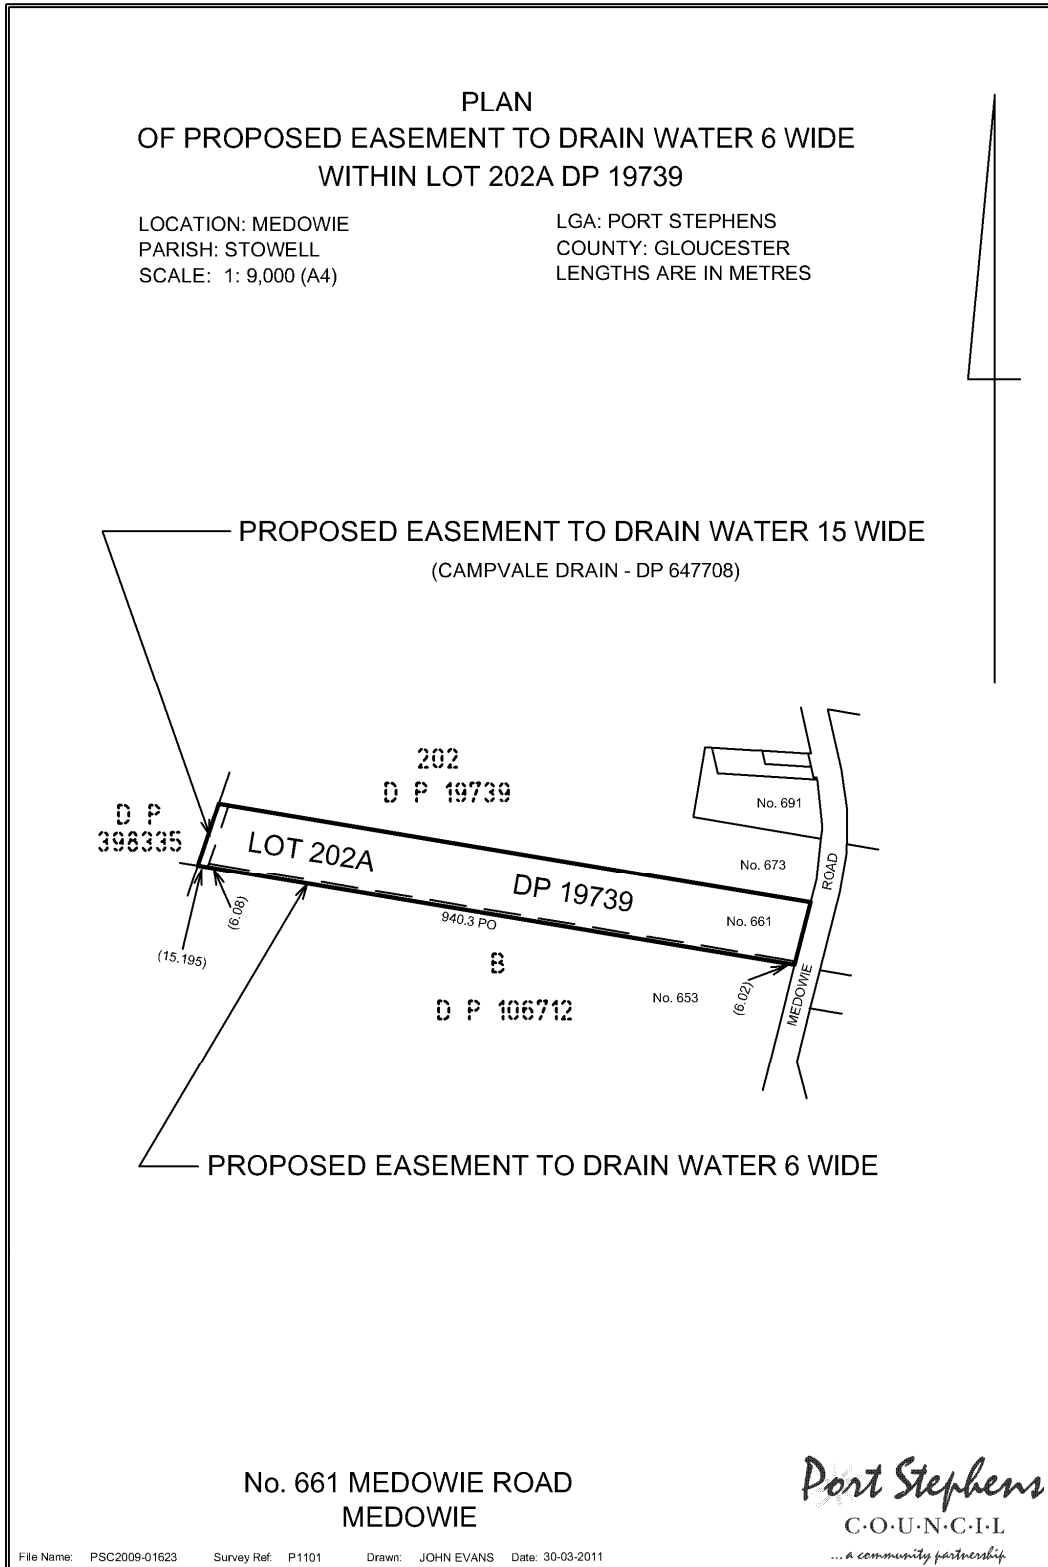 PLAN
OF PROPOSED EASEMENT TO DRAIN WATER 6 WIDE
WITHIN LOT 202A DP 19739
LOCATION: MEDOWIE
PARISH: STOWELL
SCALE: 1: 9,000 (A4)
LGA: PORT STEPHENS
COUNTY: GLOUCESTER
LENGTHS ARE IN METRES
PROPOSED EASEMENT TO DRAIN WATER 15 WIDE
(CAMPVALE DRAIN - DP 647708)
202
D P 19739
D P
398335
LOT 202A
DP 19739
No. 691
No. 673
No. 661
No. 653
ROAD
MEDOWIE
940.3 PO
(6.08)
(15.195)
(6.02)
B
D P 106712
PROPOSED EASEMENT TO DRAIN WATER 6 WIDE
No. 661 MEDOWIE ROAD
MEDOWIE
Port Stephens
C·O·U·N·C·I·L
... a community partnership
File Name: PSC2009-01623 Survey Ref: P1101 Drawn: JOHN EVANS Date: 30-03-2011